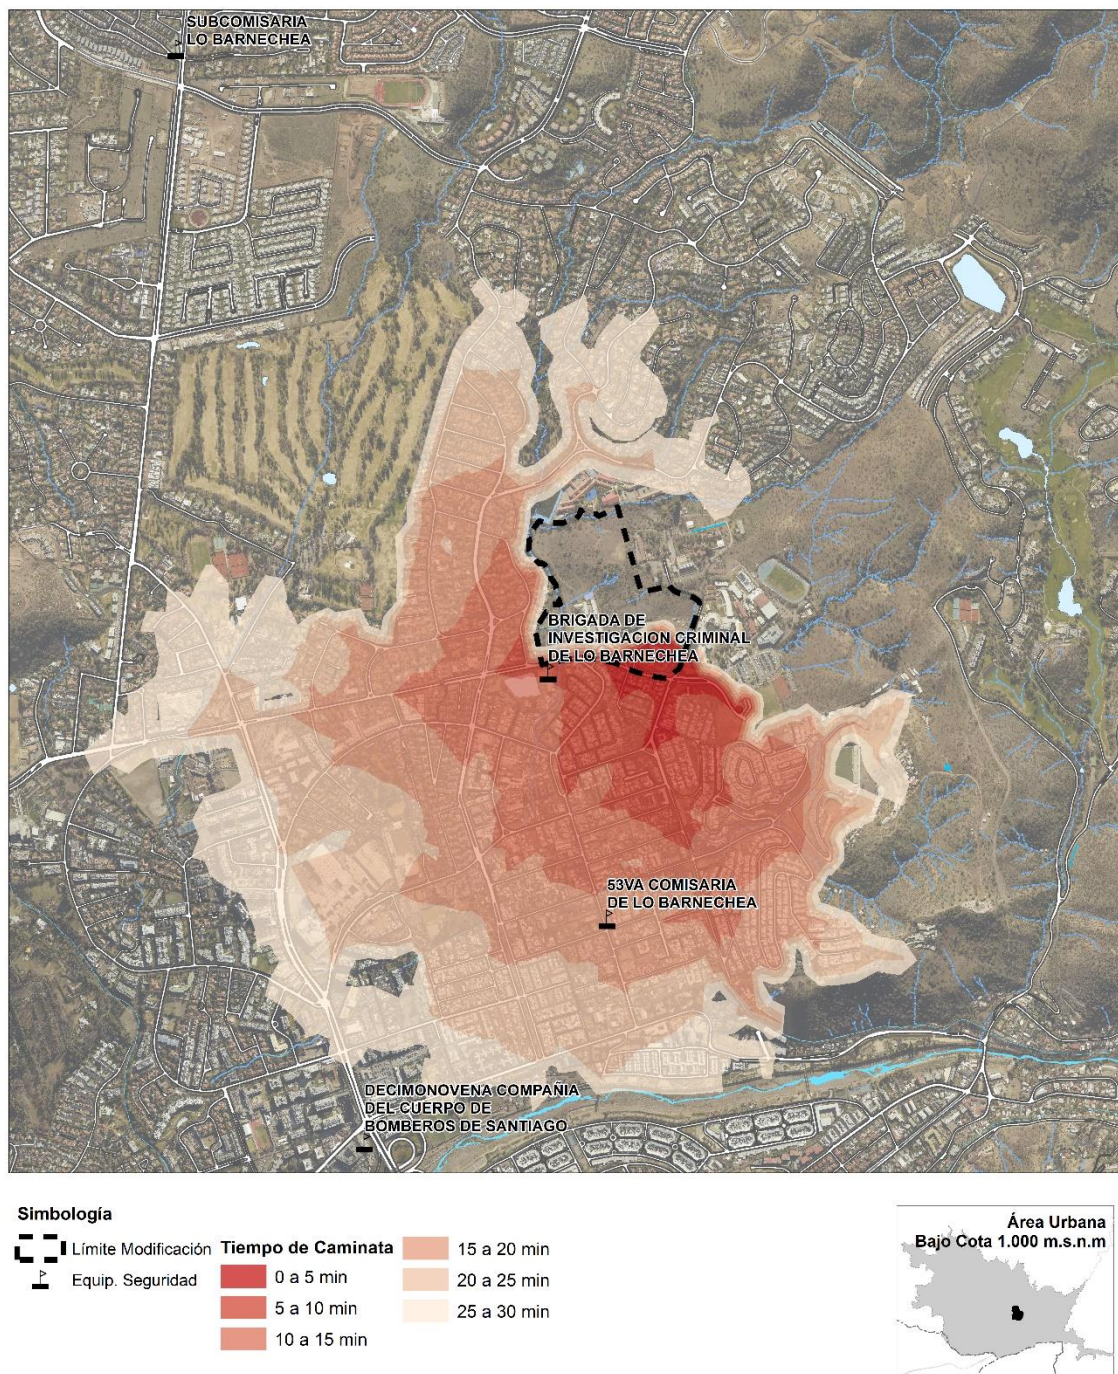 SUBCOMISARIA
LO BARNECHEA
BRIGADA DE
INVESTIGACION CRIMINAL
DE LO BARNECHEA
53VA COMISARIA
DE LO BARNECHEA
DECIMONOVENA COMPAÑIA
DEL CUERPO DE
BOMBEROS DE SANTIAGO
Simbología
Límite Modificación
Equip. Seguridad
Tiempo de Caminata
0 a 5 min
5 a 10 min
10 a 15 min
15 a 20 min
20 a 25 min
25 a 30 min
Área Urbana
Bajo Cota 1.000 m.s.n.m